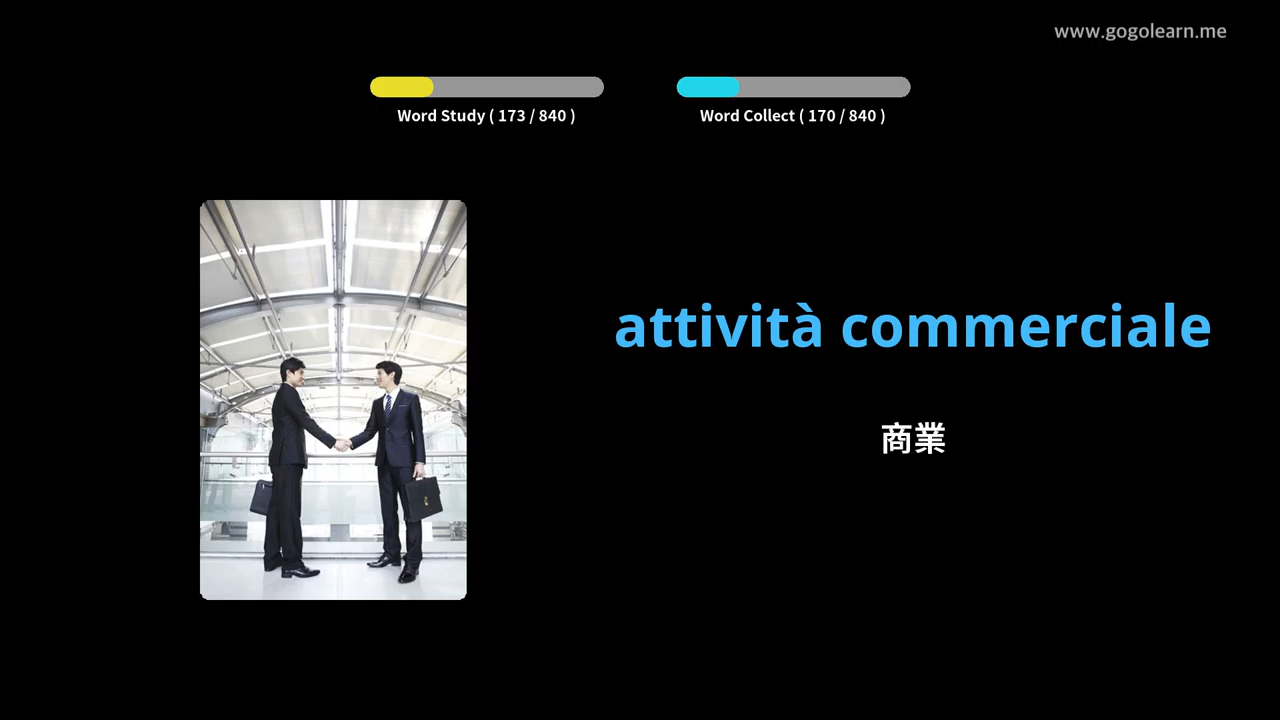 www.gogolearn.me
Word Study ( 173 / 840 )
Word Collect ( 170 / 840 )
attività commerciale
商業